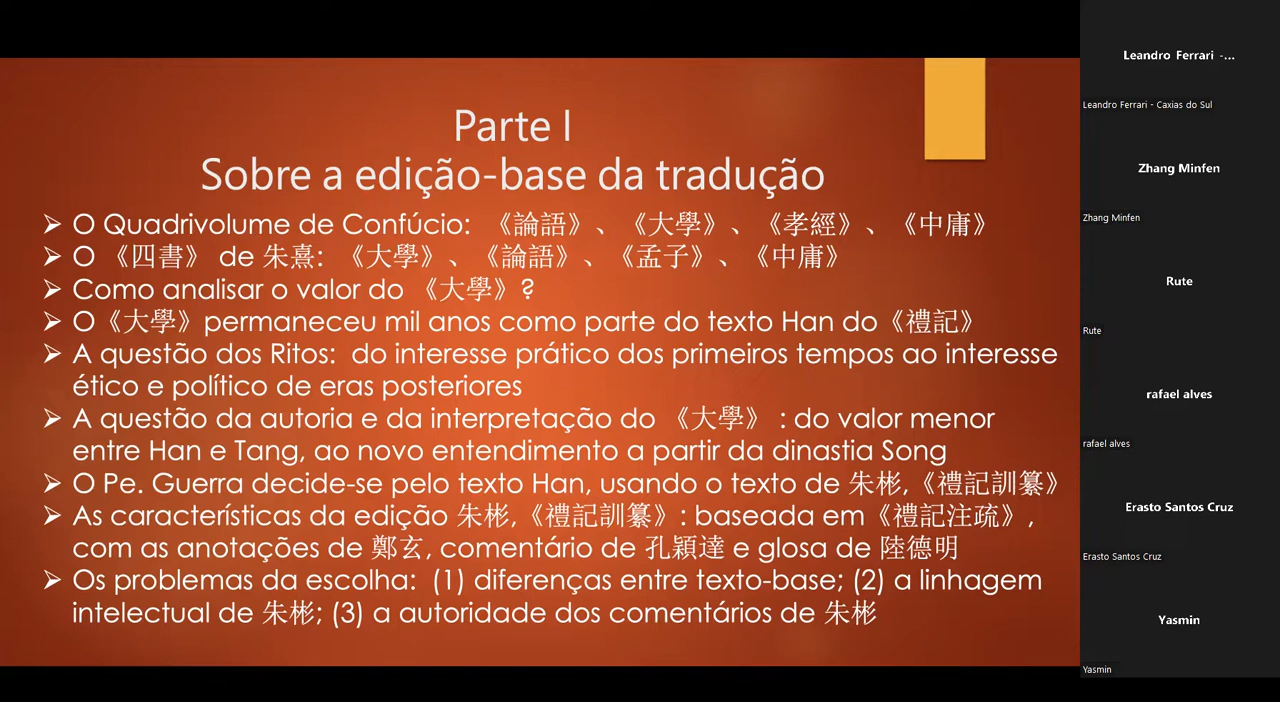 Parte I
Sobre a edição-base da tradução
➢ O Quadrivolume de Confúcio: 《論語》、《大學》、《孝經》、《中庸》
➢ O 《四書》 de 朱熹: 《大學》、《論語》、《孟子》、《中庸》
➢ Como analisar o valor do 《大學》?
➢ O《大學》permaneceu mil anos como parte do texto Han do《禮記》
➢ A questão dos Ritos: do interesse prático dos primeiros tempos ao interesse
ético e político de eras posteriores
➢ A questão da autoria e da interpretação do 《大學》 : do valor menor
entre Han e Tang, ao novo entendimento a partir da dinastia Song
➢ O Pe. Guerra decide-se pelo texto Han, usando o texto de 朱彬,《禮記訓纂》
➢ As características da edição 朱彬,《禮記訓纂》: baseada em《禮記注疏》,
com as anotações de 鄭玄, comentário de 孔穎達 e glosa de 陸德明
➢ Os problemas da escolha: (1) diferenças entre texto-base; (2) a linhagem
intelectual de 朱彬; (3) a autoridade dos comentários de 朱彬
Leandro Ferrari -...
Leandro Ferrari - Caxias do Sul
Zhang Minfen
Zhang Minfen
Rute
Rute
rafael alves
rafael alves
Erasto Santos Cruz
Erasto Santos Cruz
Yasmin
Yasmin